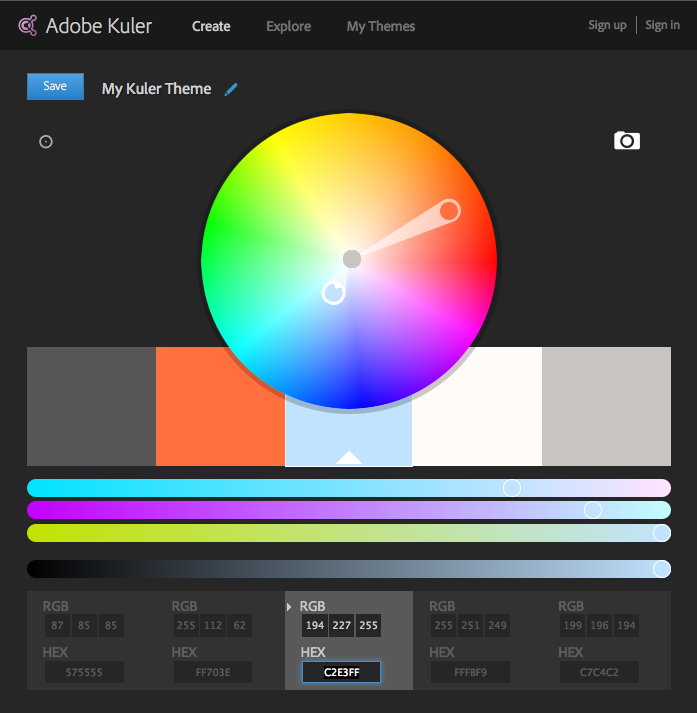 Adobe Kuler Create Explore My Themes Sign up Sign in
Save My Kuler Theme
RGB RGB RGB RGB RGB
87 85 85 255 112 62 194 227 255 255 251 249 199 196 194
HEX HEX HEX HEX HEX
575555 FF703E C2E3FF FFFBF9 C7C4C2